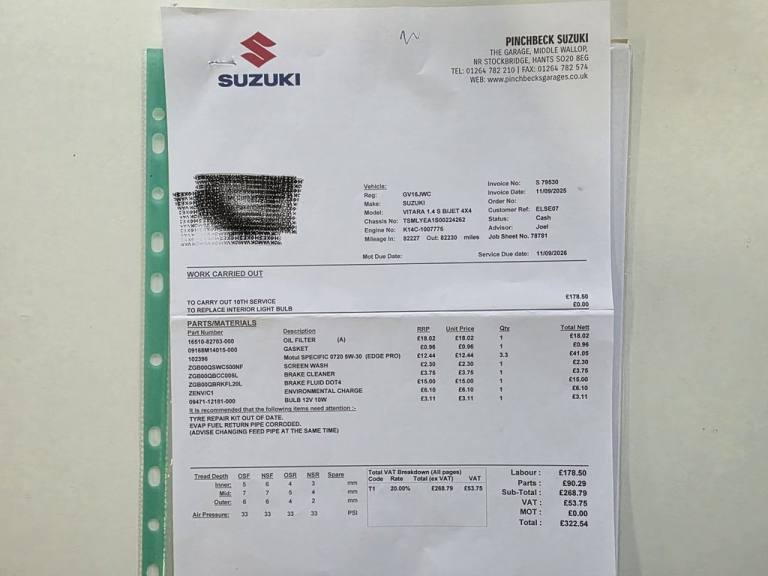 SUZUKI
PINCHBECK SUZUKI
THE GARAGE, MIDDLE WALLOP,
NR STOCKBRIDGE, HANTS SO20 8EG
TEL: 01264 782 210 | FAX: 01264 782 574
WEB: www.pinchbecksgarages.co.uk
Vehicle:
Reg: GV16JWC
Make: SUZUKI
Model: VITARA 1.4 S B/JET 4X4
Chassis No: TSMLYEA1S00224262
Engine No: K14C-1007775
Mileage In: 82227 Out: 82230 miles
Mot Due Date:
Invoice No: S 79530
Invoice Date: 11/09/2025
Order No:
Customer Ref: ELSE07
Status: Cash
Advisor: Joel
Job Sheet No. 78781
Service Due date: 11/09/2026
WORK CARRIED OUT
TO CARRY OUT 10TH SERVICE £178.50
TO REPLACE INTERIOR LIGHT BULB £0.00
PARTS/MATERIALS
Part Number Description RRP Unit Price Qty Total Nett
16510-82703-000 OIL FILTER (A) £18.02 £18.02 1 £18.02
09168M14015-000 GASKET £0.96 £0.96 1 £0.96
102396 Motul SPECIFIC 0720 5W-30 (EDGE PRO) £12.44 £12.44 3.3 £41.05
ZGB00QSWC500NF SCREEN WASH £2.30 £2.30 1 £2.30
ZGB00QBCC005L BRAKE CLEANER £3.75 £3.75 1 £3.75
ZGB00QBRKFL20L BRAKE FLUID DOT4 £15.00 £15.00 1 £15.00
ZENV/C1 ENVIRONMENTAL CHARGE £6.10 £6.10 1 £6.10
09471-12181-000 BULB 12V 10W £3.11 £3.11 1 £3.11
It is recommended that the following items need attention :-
TYRE REPAIR KIT OUT OF DATE.
EVAP FUEL RETURN PIPE CORRODED.
(ADVISE CHANGING FEED PIPE AT THE SAME TIME)
Tread Depth OSF NSF OSR NSR Spare
Inner: 5 6 4 3 mm
Mid: 7 7 5 4 mm
Outer: 6 6 4 2 mm
Air Pressure: 33 33 33 33 PSI
Total VAT Breakdown (All pages)
Code Rate Total (ex VAT) VAT
T1 20.00% £268.79 £53.75
Labour : £178.50
Parts : £90.29
Sub-Total : £268.79
VAT : £53.75
MOT : £0.00
Total : £322.54